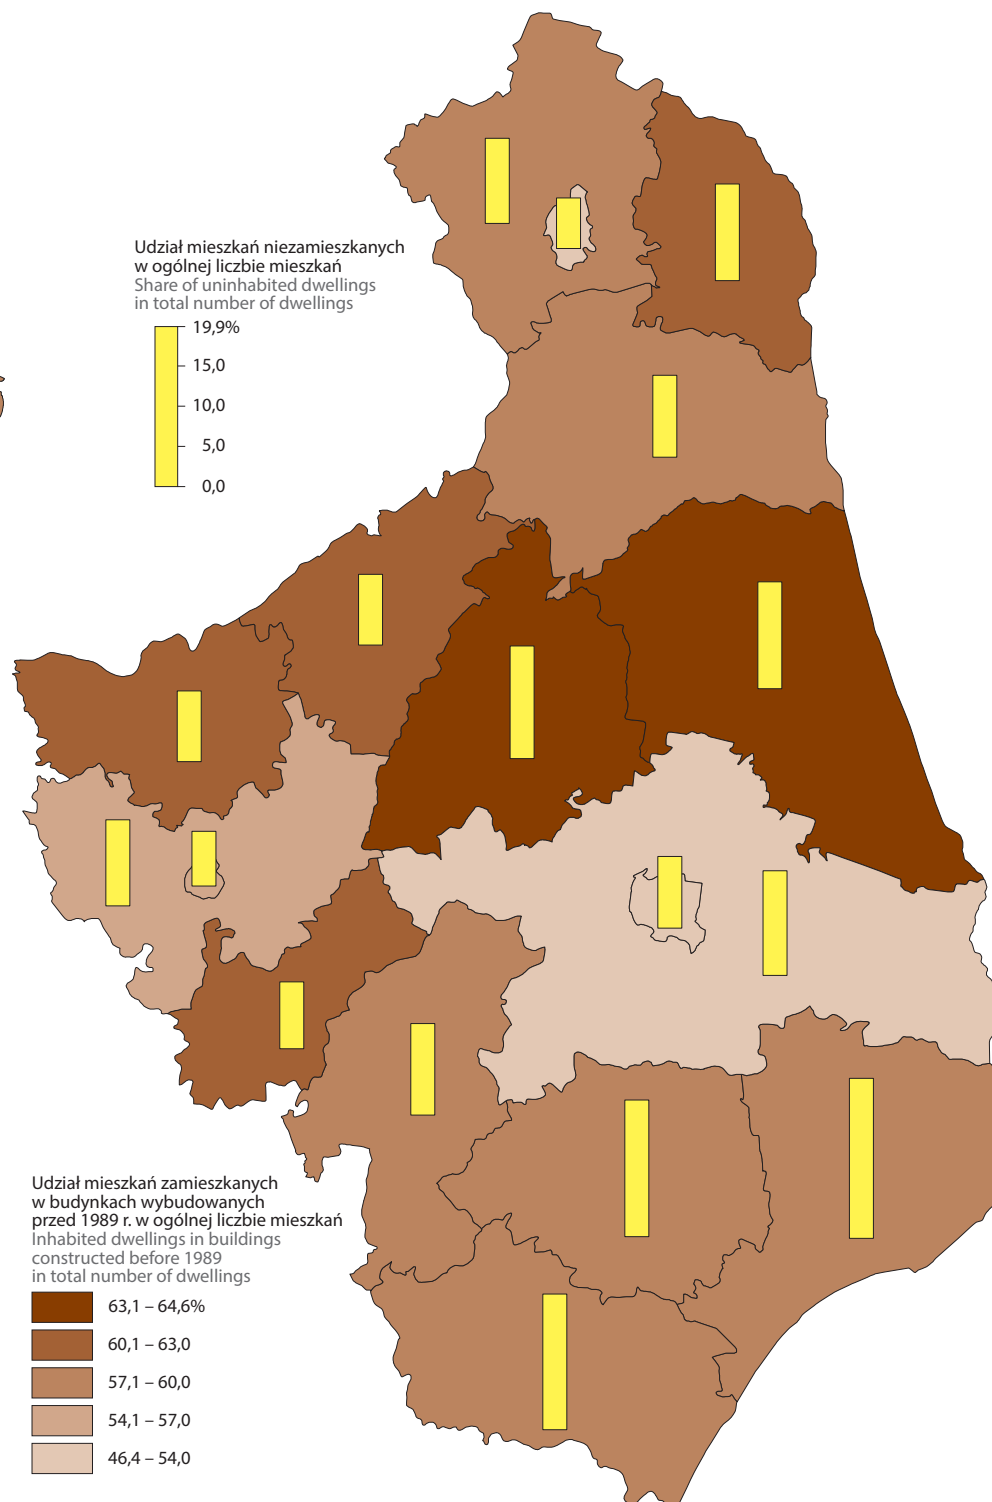 Udział mieszkań niezamieszkanych
w ogólnej liczbie mieszkań
Share of uninhabited dwellings
in total number of dwellings
19,9%
15,0
10,0
5,0
0,0
Udział mieszkań zamieszkanych
w budynkach wybudowanych
przed 1989 r. w ogólnej liczbie mieszkań
Inhabited dwellings in buildings
constructed before 1989
in total number of dwellings
63,1 – 64,6%
60,1 – 63,0
57,1 – 60,0
54,1 – 57,0
46,4 – 54,0